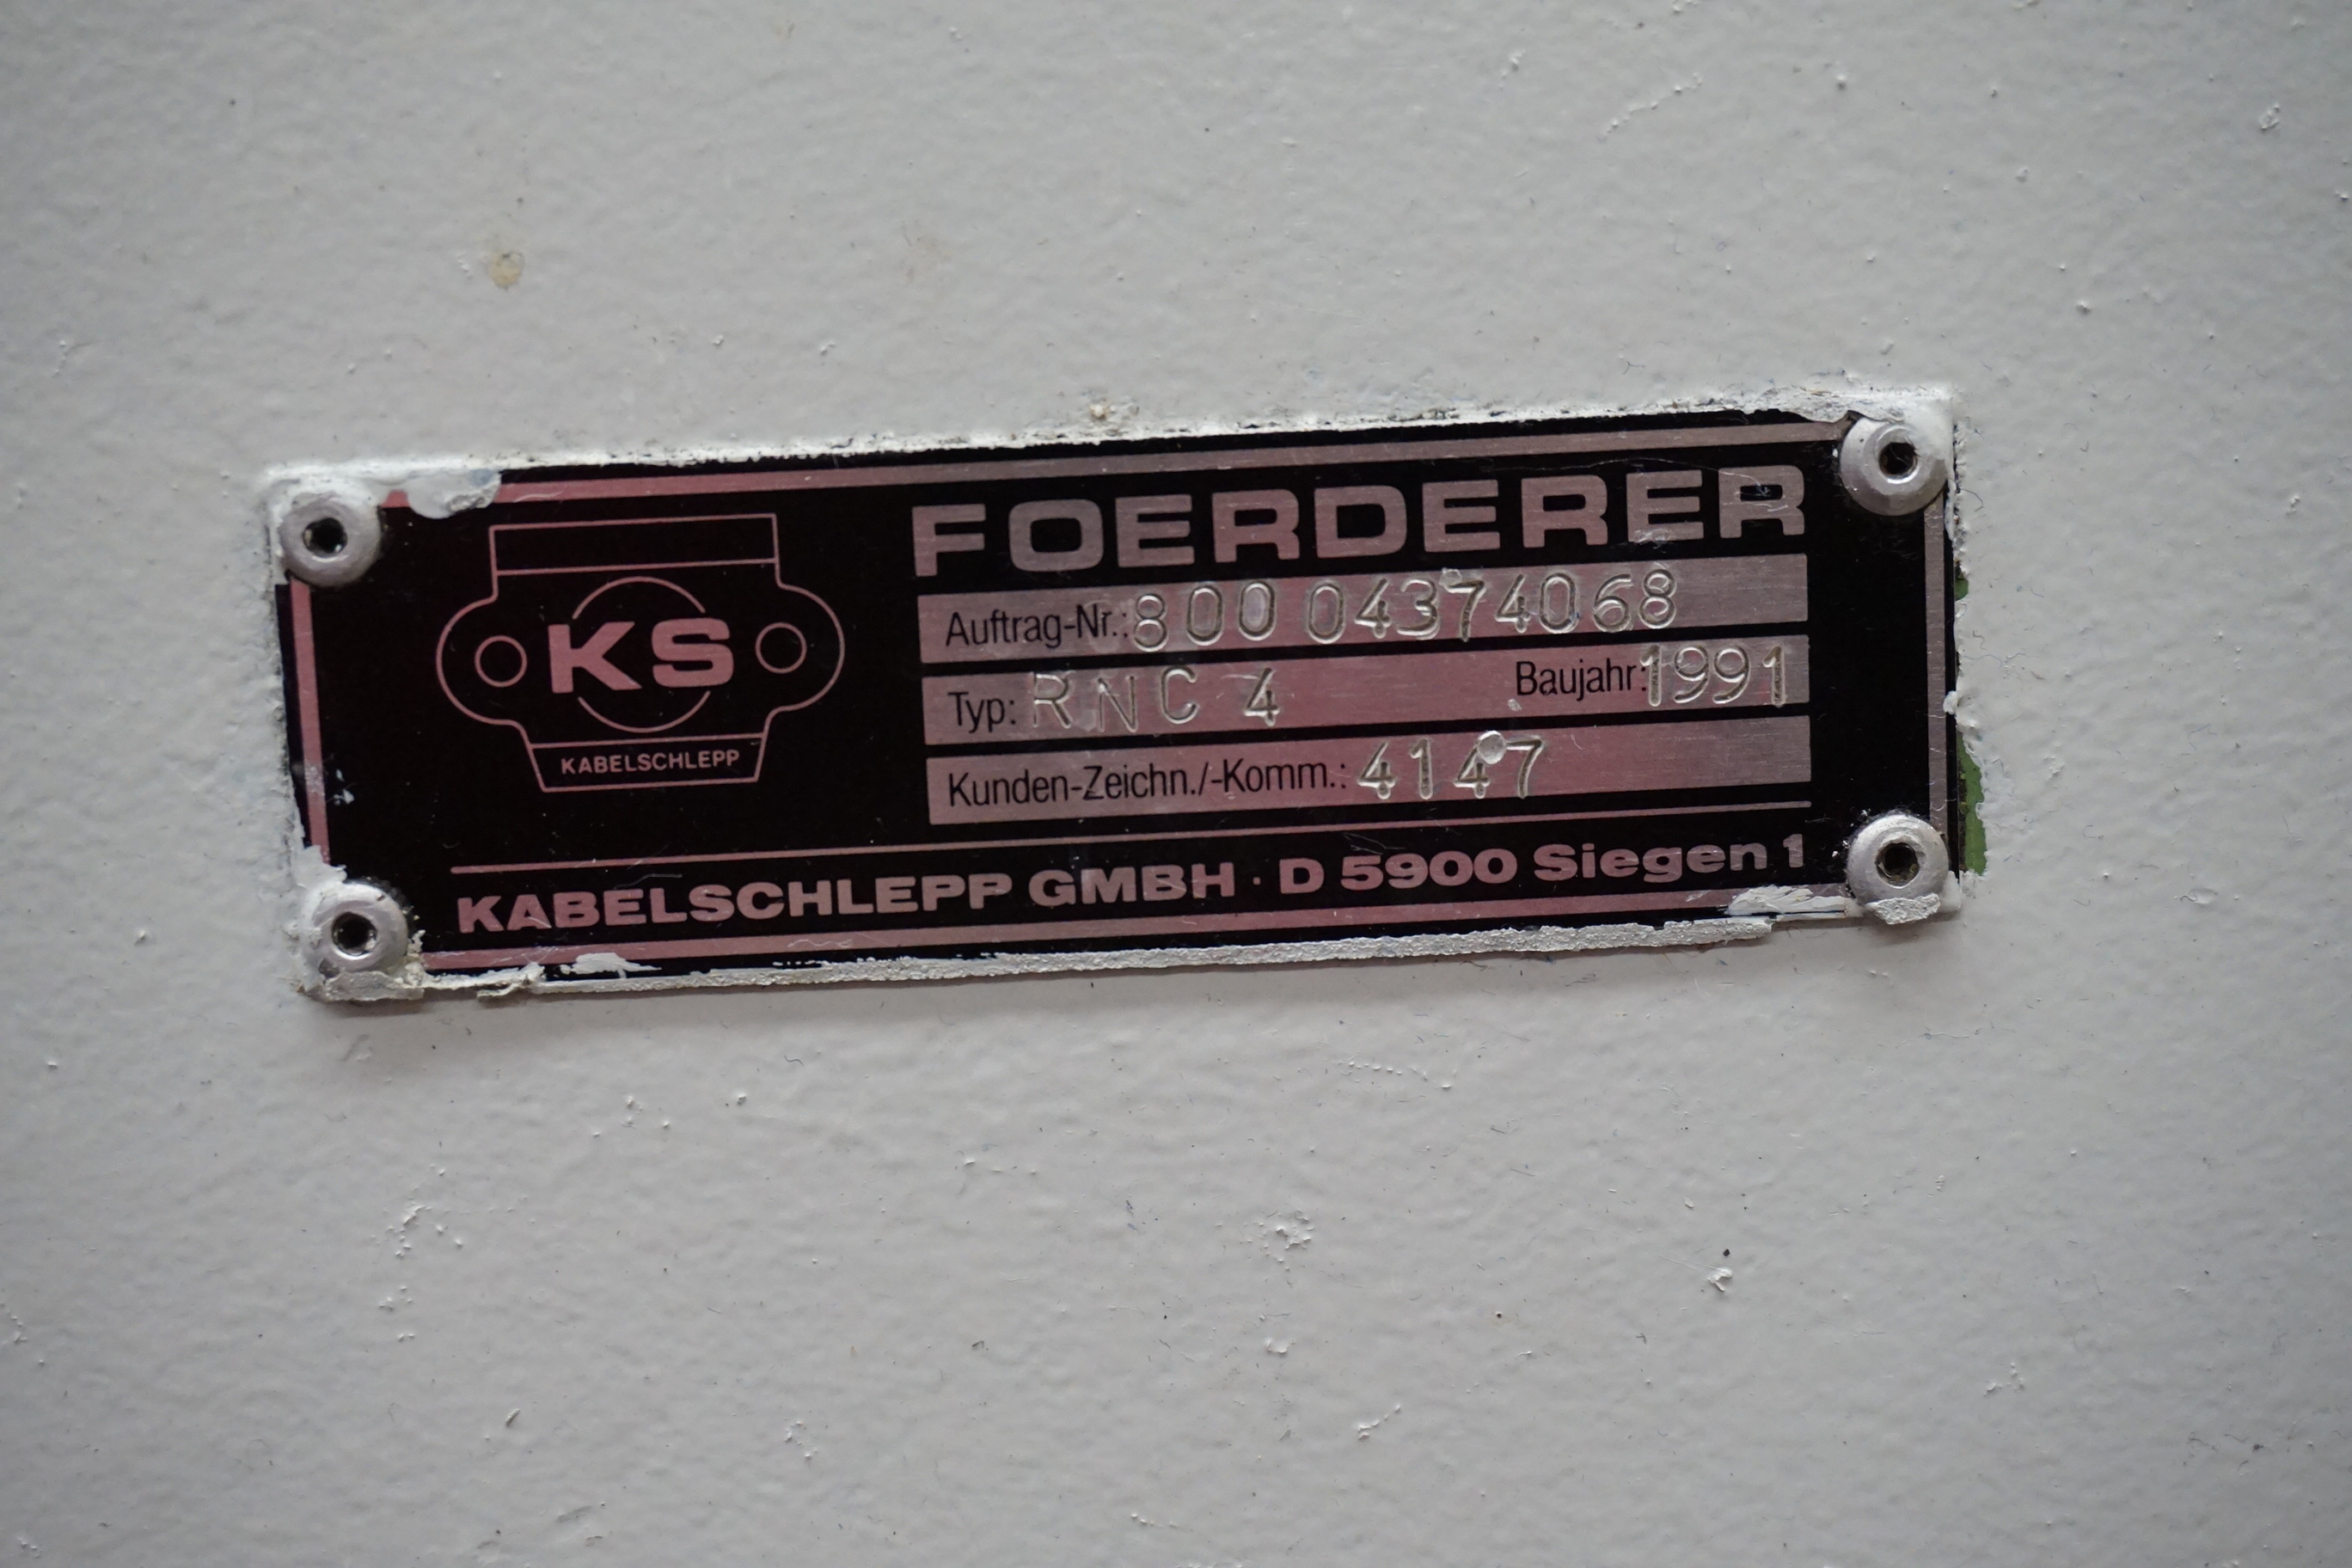 FOERDERER
KS
KABELSCHLEPP
Auftrag-Nr.: 800 04374068
Typ: RNC 4 Baujahr: 1991
Kunden-Zeichn./-Komm.: 4147
KABELSCHLEPP GMBH · D 5900 Siegen 1